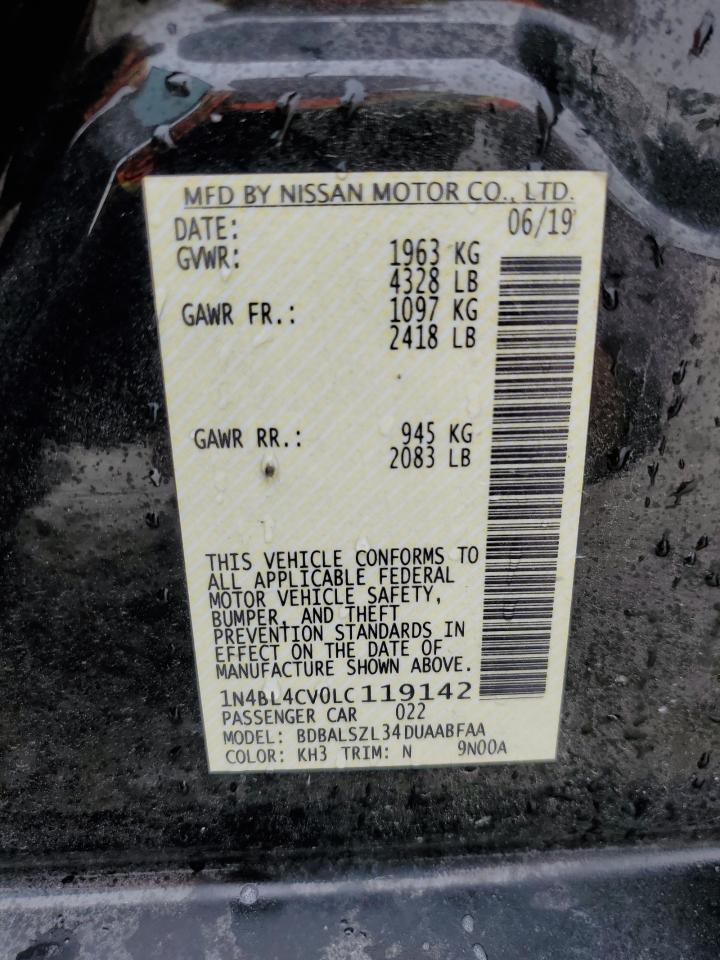 MFD BY NISSAN MOTOR CO., LTD.
DATE: 06/19
GVWR: 1963 KG
4328 LB
GAWR FR.: 1097 KG
2418 LB
GAWR RR.: 945 KG
2083 LB
THIS VEHICLE CONFORMS TO
ALL APPLICABLE FEDERAL
MOTOR VEHICLE SAFETY,
BUMPER, AND THEFT
PREVENTION STANDARDS IN
EFFECT ON THE DATE OF
MANUFACTURE SHOWN ABOVE.
1N4BL4CV0LC119142
PASSENGER CAR 022
MODEL: BDBALSZL34DUAABFAA
COLOR: KH3 TRIM: N 9N00A